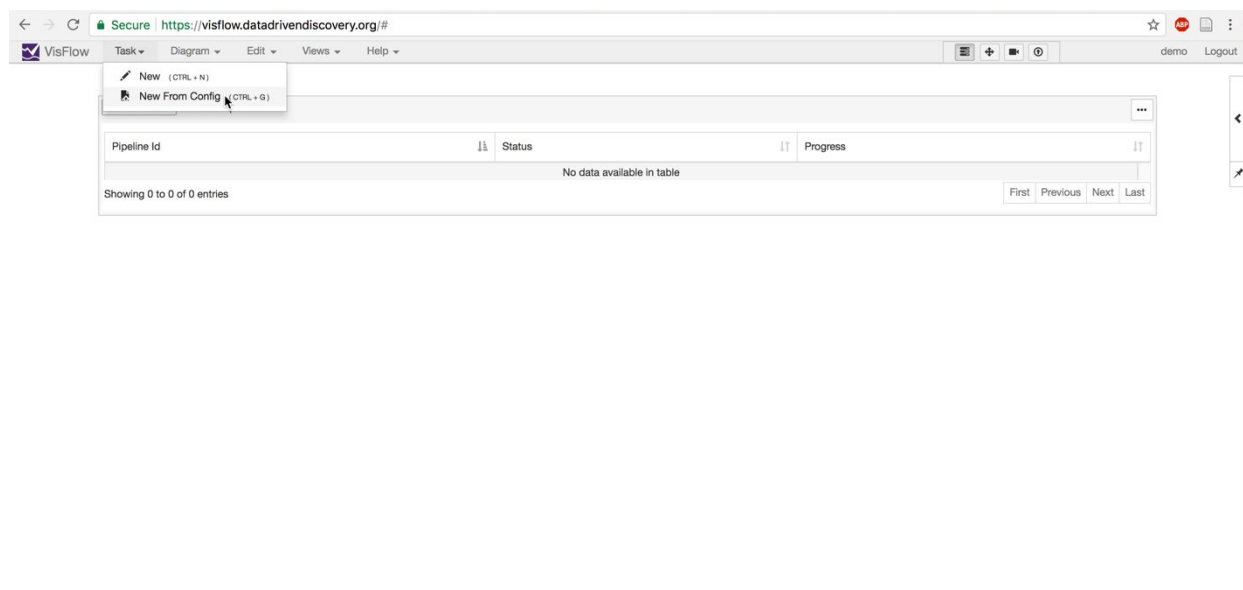 Secure https://visflow.datadrivendiscovery.org/# ABP
VisFlow Task Diagram Edit Views Help demo Logout
New (CTRL + N)
New From Config (CTRL + G)
Pipeline Id Status Progress
No data available in table
Showing 0 to 0 of 0 entries First Previous Next Last